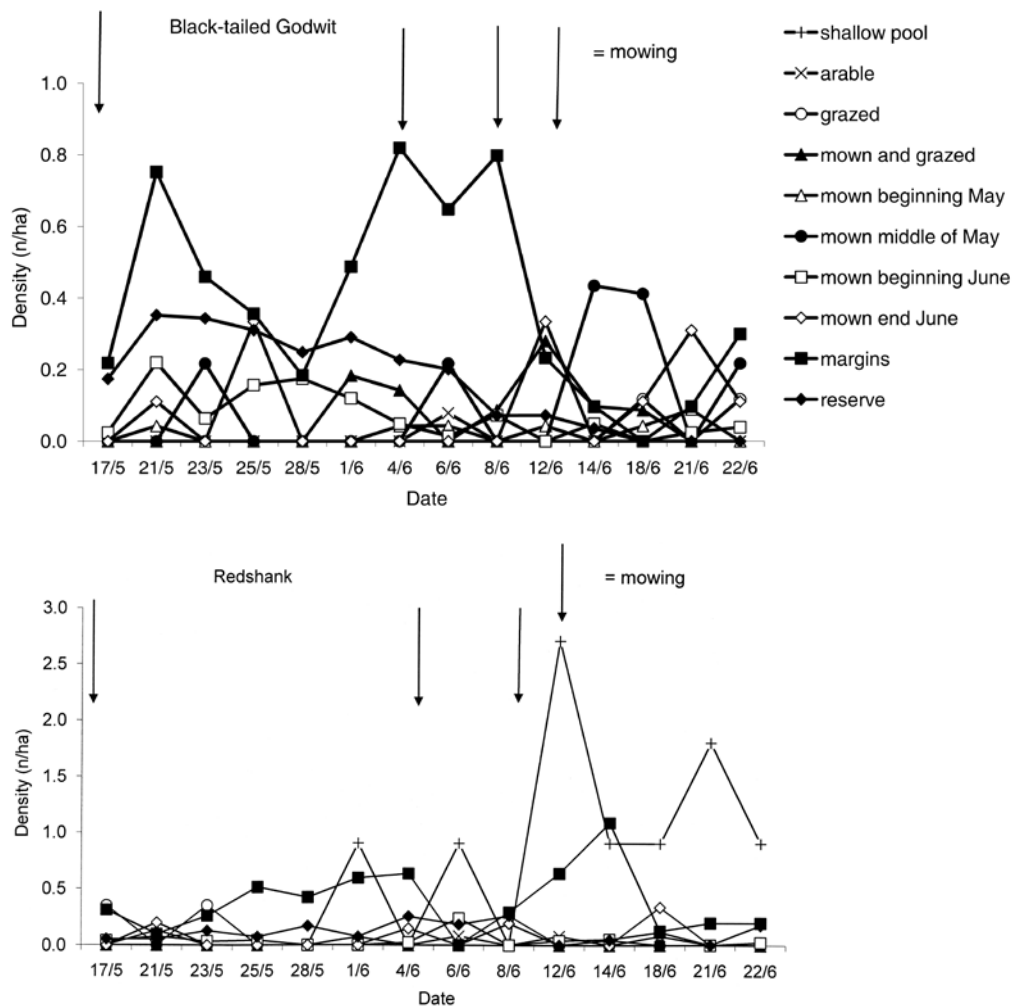 Black-tailed Godwit
= mowing
1.0
0.8
0.6
0.4
0.2
0.0
Density (n/ha)
17/5 21/5 23/5 25/5 28/5 1/6 4/6 6/6 8/6 12/6 14/6 18/6 21/6 22/6
Date
shallow pool
arable
grazed
mown and grazed
mown beginning May
mown middle of May
mown beginning June
mown end June
margins
reserve
Redshank
= mowing
3.0
2.5
2.0
1.5
1.0
0.5
0.0
Density (n/ha)
17/5 21/5 23/5 25/5 28/5 1/6 4/6 6/6 8/6 12/6 14/6 18/6 21/6 22/6
Date